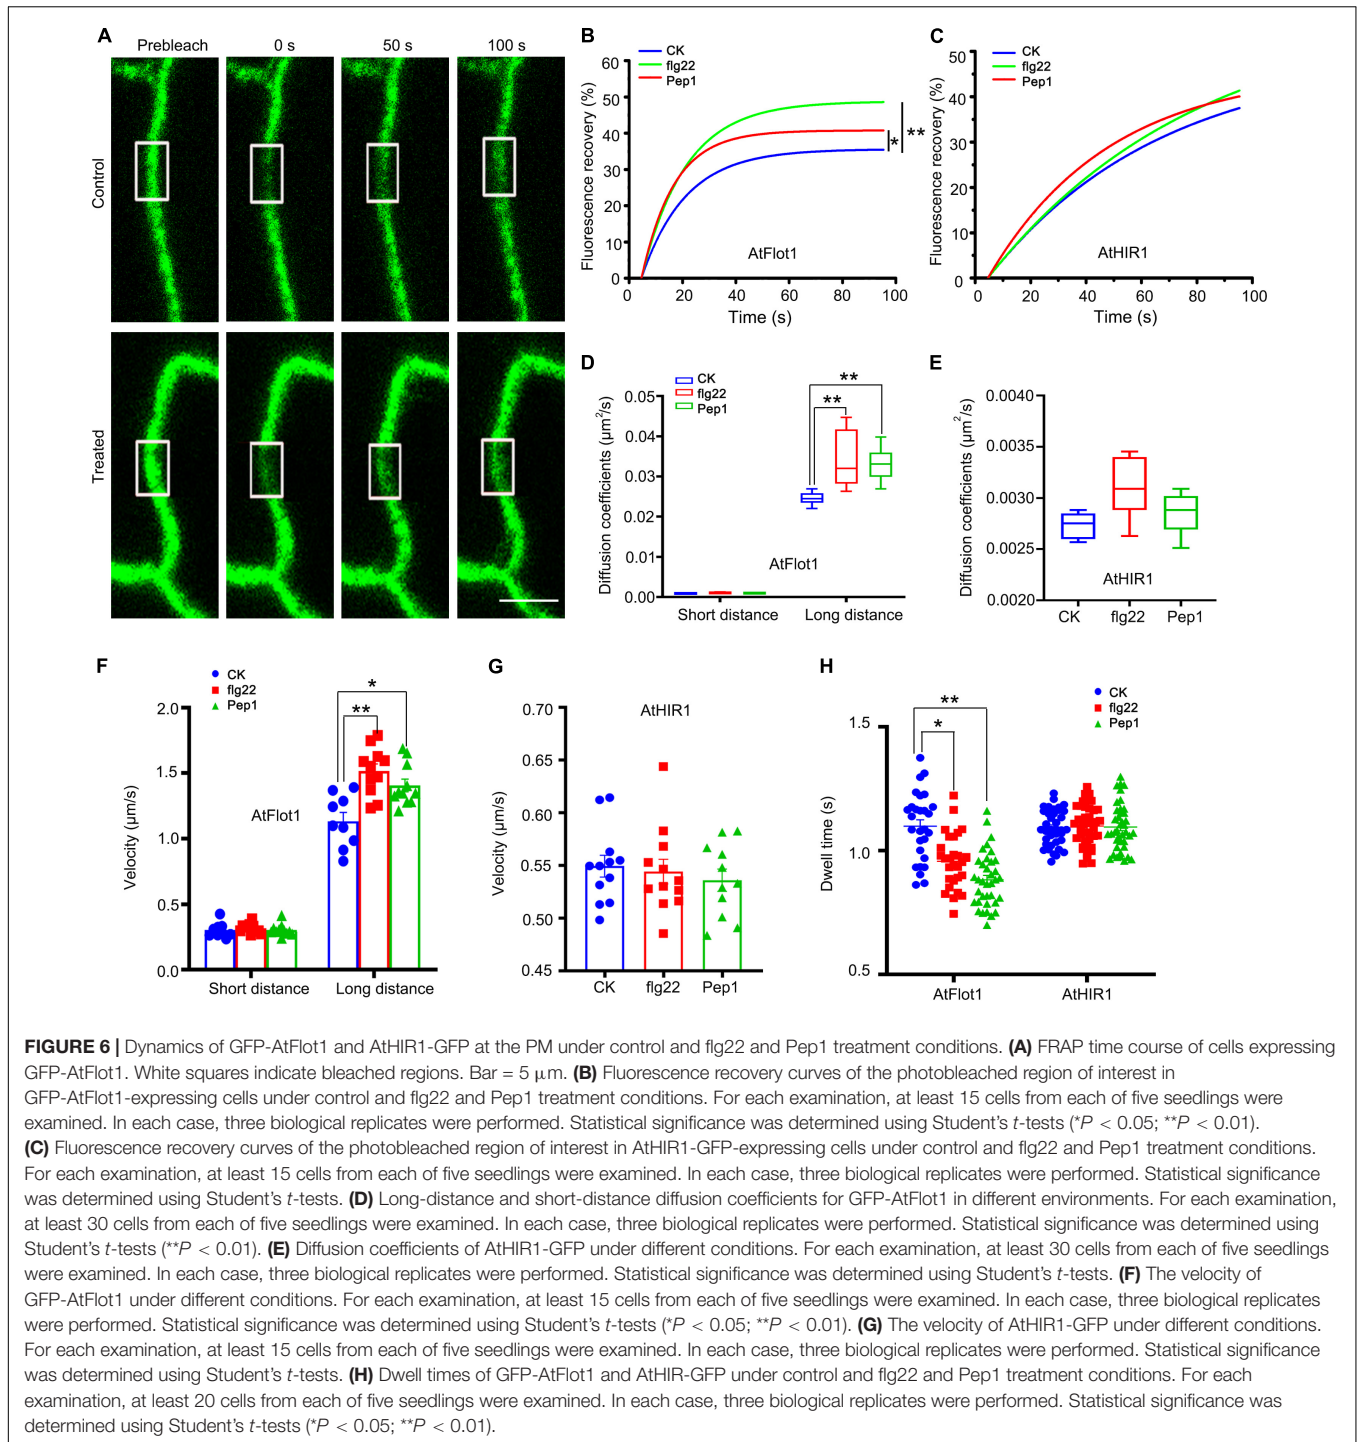 A
Prebleach
0 s
50 s
100 s
Control
Treated
B
CK
flg22
Pep1
Fluorescence recovery (%)
60
50
40
30
20
10
0
0 20 40 60 80 100
Time (s)
AtFlot1
*
**
C
CK
flg22
Pep1
Fluorescence recovery (%)
50
40
30
20
10
0
0 20 40 60 80 100
Time (s)
AtHIR1
D
CK
flg22
Pep1
Diffusion coefficients (μm²/s)
0.05
0.04
0.03
0.02
0.01
0.00
**
**
AtFlot1
Short distance
Long distance
E
Diffusion coefficients (μm²/s)
0.0040
0.0035
0.0030
0.0025
0.0020
AtHIR1
CK flg22 Pep1
F
CK
flg22
Pep1
Velocity (μm/s)
2.0
1.5
1.0
0.5
0.0
*
**
AtFlot1
Short distance
Long distance
G
AtHIR1
Velocity (μm/s)
0.70
0.65
0.60
0.55
0.50
0.45
CK flg22 Pep1
H
CK
flg22
Pep1
Dwell time (s)
1.5
1.0
0.5
**
*
AtFlot1
AtHIR1
FIGURE 6 | Dynamics of GFP-AtFlot1 and AtHIR1-GFP at the PM under control and flg22 and Pep1 treatment conditions. (A) FRAP time course of cells expressing
GFP-AtFlot1. White squares indicate bleached regions. Bar = 5 μm. (B) Fluorescence recovery curves of the photobleached region of interest in
GFP-AtFlot1-expressing cells under control and flg22 and Pep1 treatment conditions. For each examination, at least 15 cells from each of five seedlings were
examined. In each case, three biological replicates were performed. Statistical significance was determined using Student's t-tests (*P < 0.05; **P < 0.01).
(C) Fluorescence recovery curves of the photobleached region of interest in AtHIR1-GFP-expressing cells under control and flg22 and Pep1 treatment conditions.
For each examination, at least 15 cells from each of five seedlings were examined. In each case, three biological replicates were performed. Statistical significance
was determined using Student's t-tests. (D) Long-distance and short-distance diffusion coefficients for GFP-AtFlot1 in different environments. For each examination,
at least 30 cells from each of five seedlings were examined. In each case, three biological replicates were performed. Statistical significance was determined using
Student's t-tests (**P < 0.01). (E) Diffusion coefficients of AtHIR1-GFP under different conditions. For each examination, at least 30 cells from each of five seedlings
were examined. In each case, three biological replicates were performed. Statistical significance was determined using Student's t-tests. (F) The velocity of
GFP-AtFlot1 under different conditions. For each examination, at least 15 cells from each of five seedlings were examined. In each case, three biological replicates
were performed. Statistical significance was determined using Student's t-tests (*P < 0.05; **P < 0.01). (G) The velocity of AtHIR1-GFP under different conditions.
For each examination, at least 15 cells from each of five seedlings were examined. In each case, three biological replicates were performed. Statistical significance
was determined using Student's t-tests. (H) Dwell times of GFP-AtFlot1 and AtHIR-GFP under control and flg22 and Pep1 treatment conditions. For each
examination, at least 20 cells from each of five seedlings were examined. In each case, three biological replicates were performed. Statistical significance was
determined using Student's t-tests (*P < 0.05; **P < 0.01).